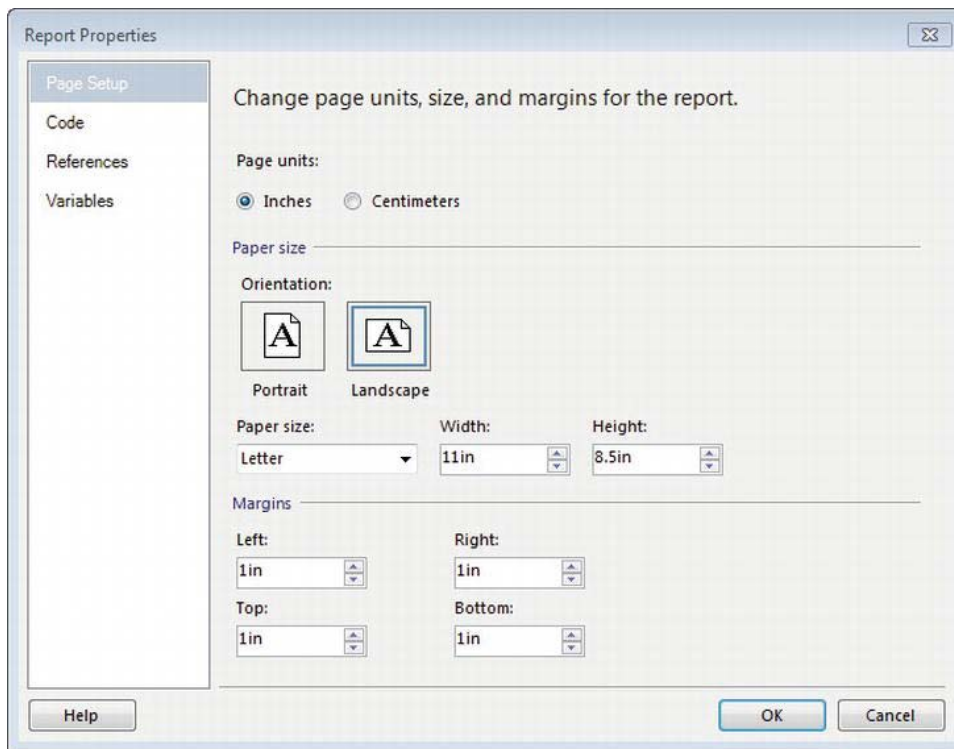 Report Properties
Page Setup
Code
References
Variables
Change page units, size, and margins for the report.
Page units:
Inches Centimeters
Paper size
Orientation:
A A
Portrait Landscape
Paper size: Width: Height:
Letter 11in 8.5in
Margins
Left: Right:
1in 1in
Top: Bottom:
1in 1in
Help OK Cancel